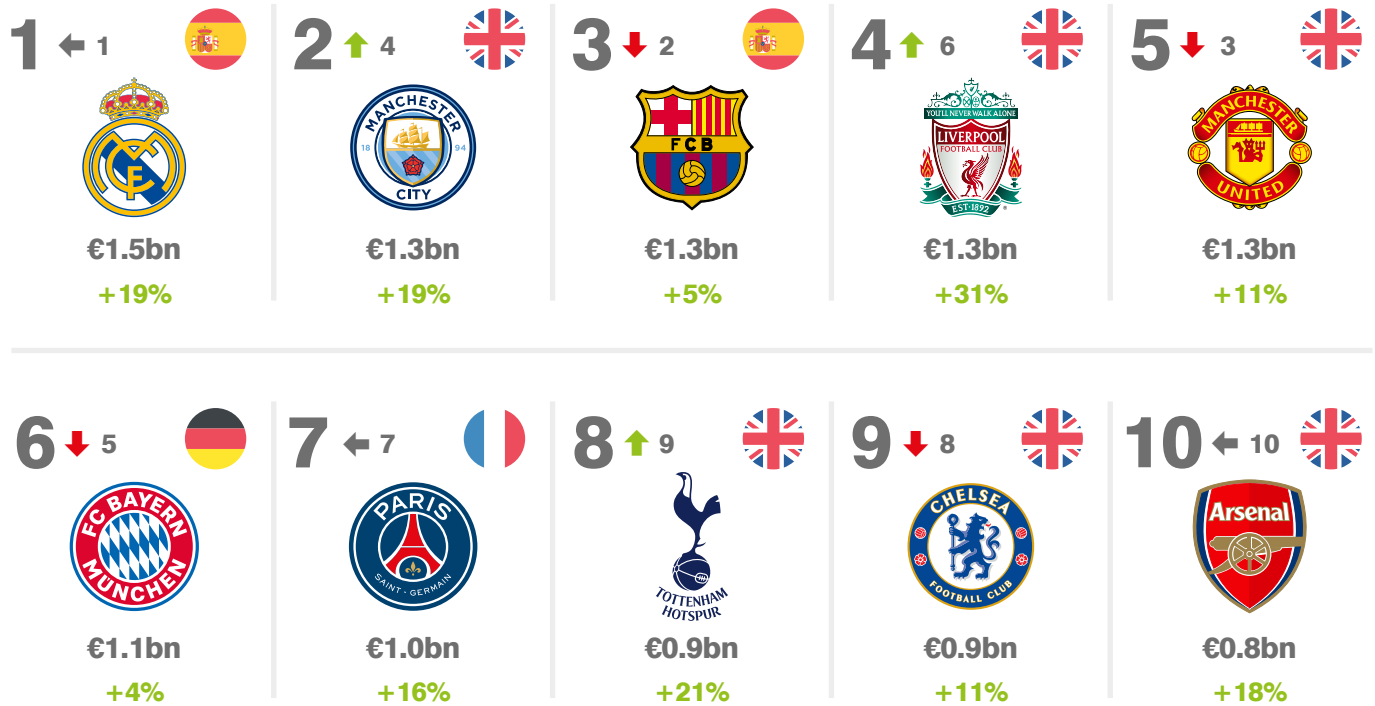 1 1
2 4
3 2
4 6
5 3
MANCHESTER
18 94
CITY
FCB
YOU'LL NEVER WALK ALONE
LIVERPOOL
FOOTBALL CLUB
EST·1892
MANCHESTER
UNITED
€1.5bn
€1.3bn
€1.3bn
€1.3bn
€1.3bn
+19%
+19%
+5%
+31%
+11%
6 5
7 7
8 9
9 8
10 10
FC BAYERN
MÜNCHEN
PARIS
SAINT-GERMAIN
TOTTENHAM
HOTSPUR
CHELSEA
FOOTBALL CLUB
Arsenal
€1.1bn
€1.0bn
€0.9bn
€0.9bn
€0.8bn
+4%
+16%
+21%
+11%
+18%